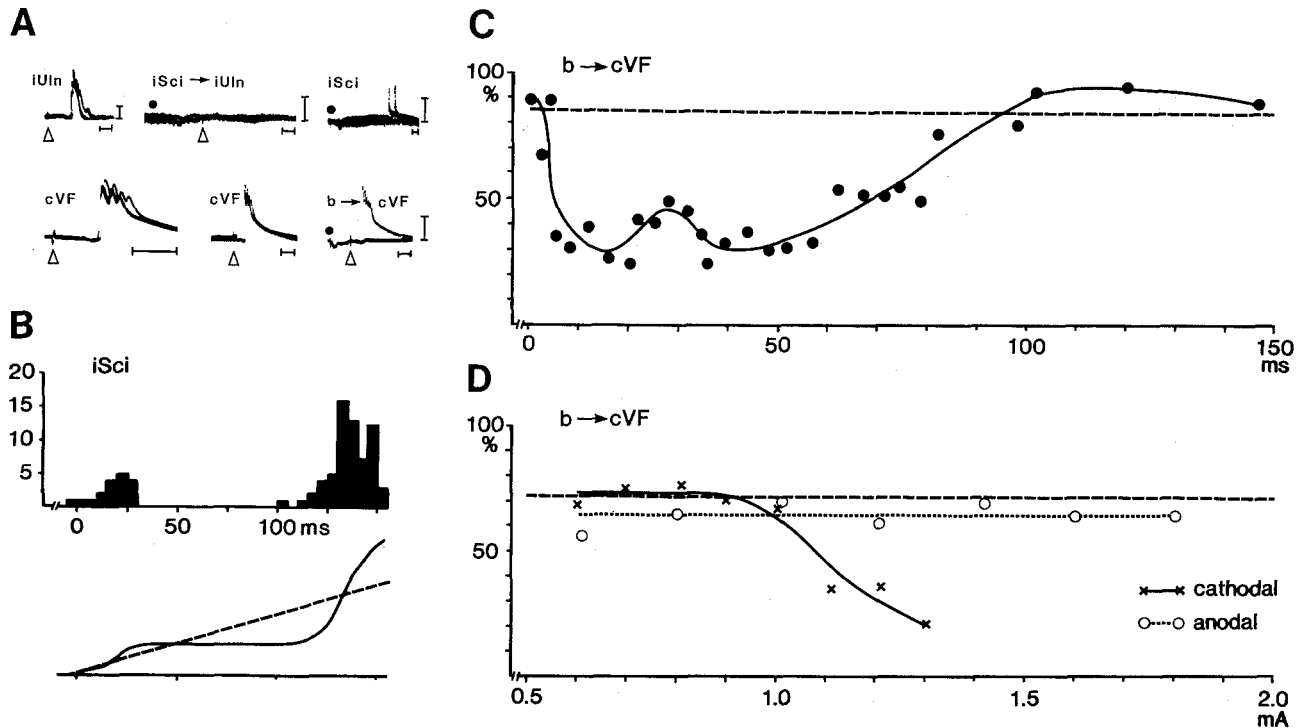 A
iUln
iSci → iUln
iSci
cVF
cVF
b → cVF
B
iSci
20
15
10
5
0
50
100 ms
C
b → cVF
100
%
50
0
50
100
150
ms
D
b → cVF
100
%
50
×—× cathodal
○┈○ anodal
0.5
1.0
1.5
2.0
mA